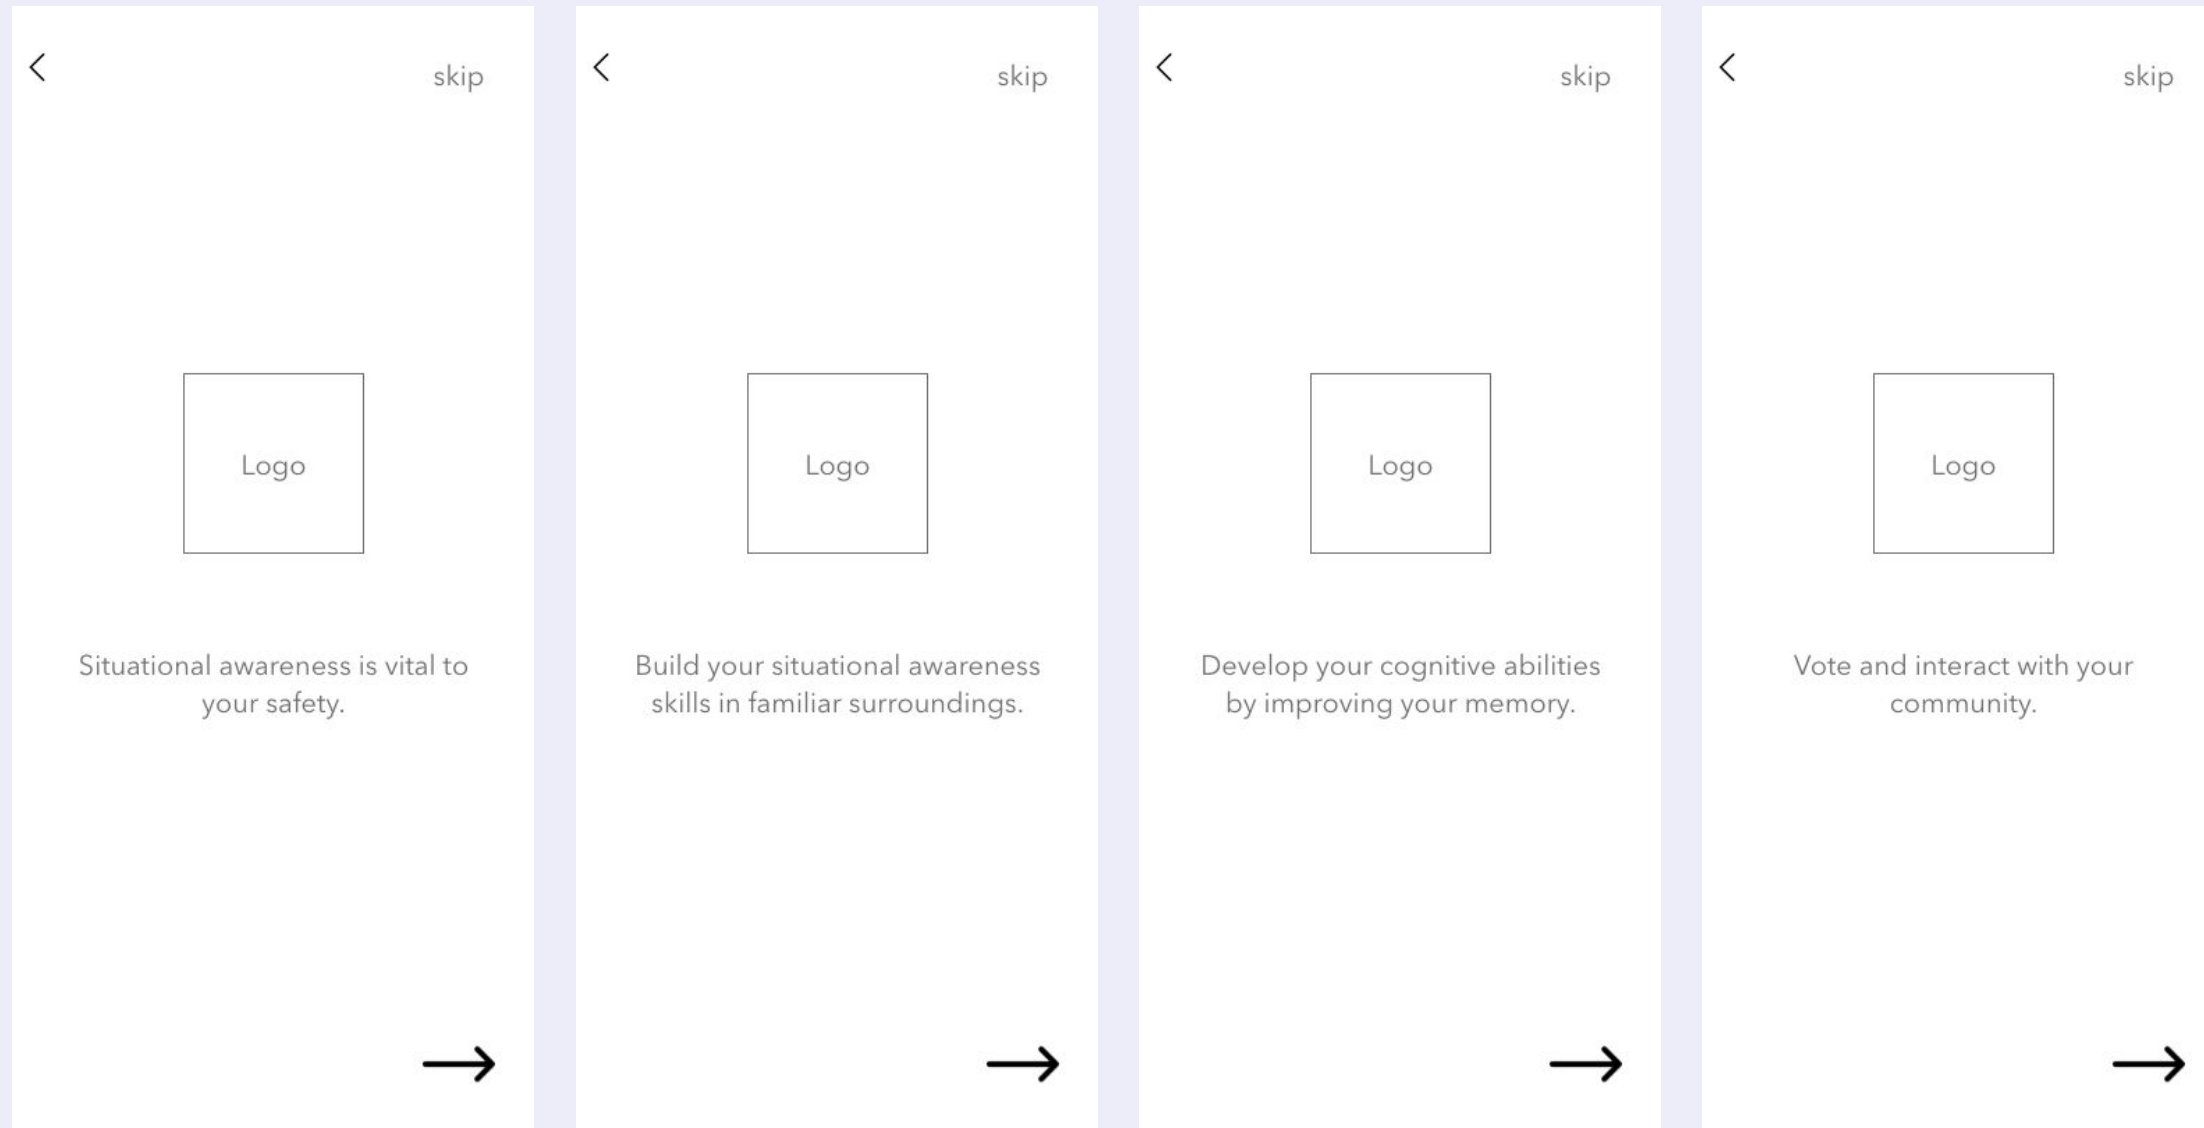 skip
Logo
Situational awareness is vital to
your safety.
skip
Logo
Build your situational awareness
skills in familiar surroundings.
skip
Logo
Develop your cognitive abilities
by improving your memory.
skip
Logo
Vote and interact with your
community.